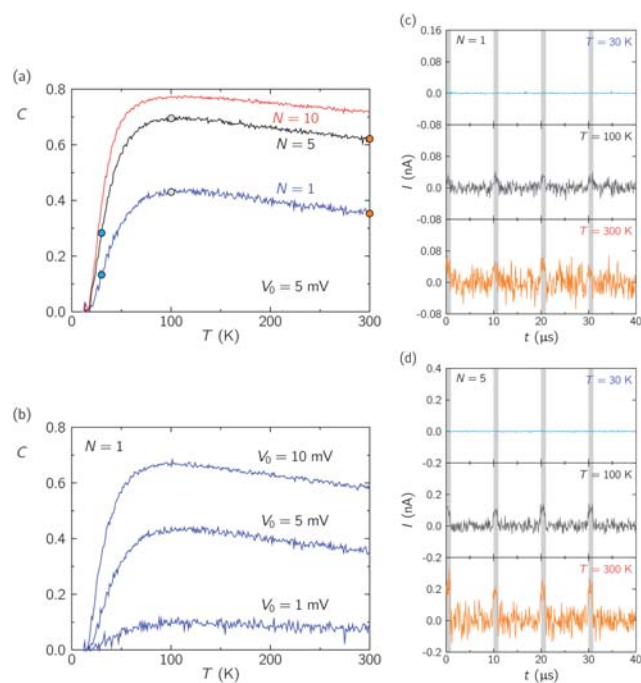 (a)
C
0.8
0.6
0.4
0.2
0.0
N = 10
N = 5
N = 1
V₀ = 5 mV
0 100 200 300
T (K)
(b)
C
0.8
0.6
0.4
0.2
0.0
N = 1
V₀ = 10 mV
V₀ = 5 mV
V₀ = 1 mV
0 100 200 300
T (K)
(c)
I (nA)
0.16
0.08
0.0
-0.08
N = 1
T = 30 K
0.08
0.0
-0.08
T = 100 K
0.08
0.0
-0.08
T = 300 K
0 10 20 30 40
t (μs)
(d)
I (nA)
0.4
0.2
0.0
-0.2
N = 5
T = 30 K
0.2
0.0
-0.2
T = 100 K
0.2
0.0
-0.2
T = 300 K
0 10 20 30 40
t (μs)